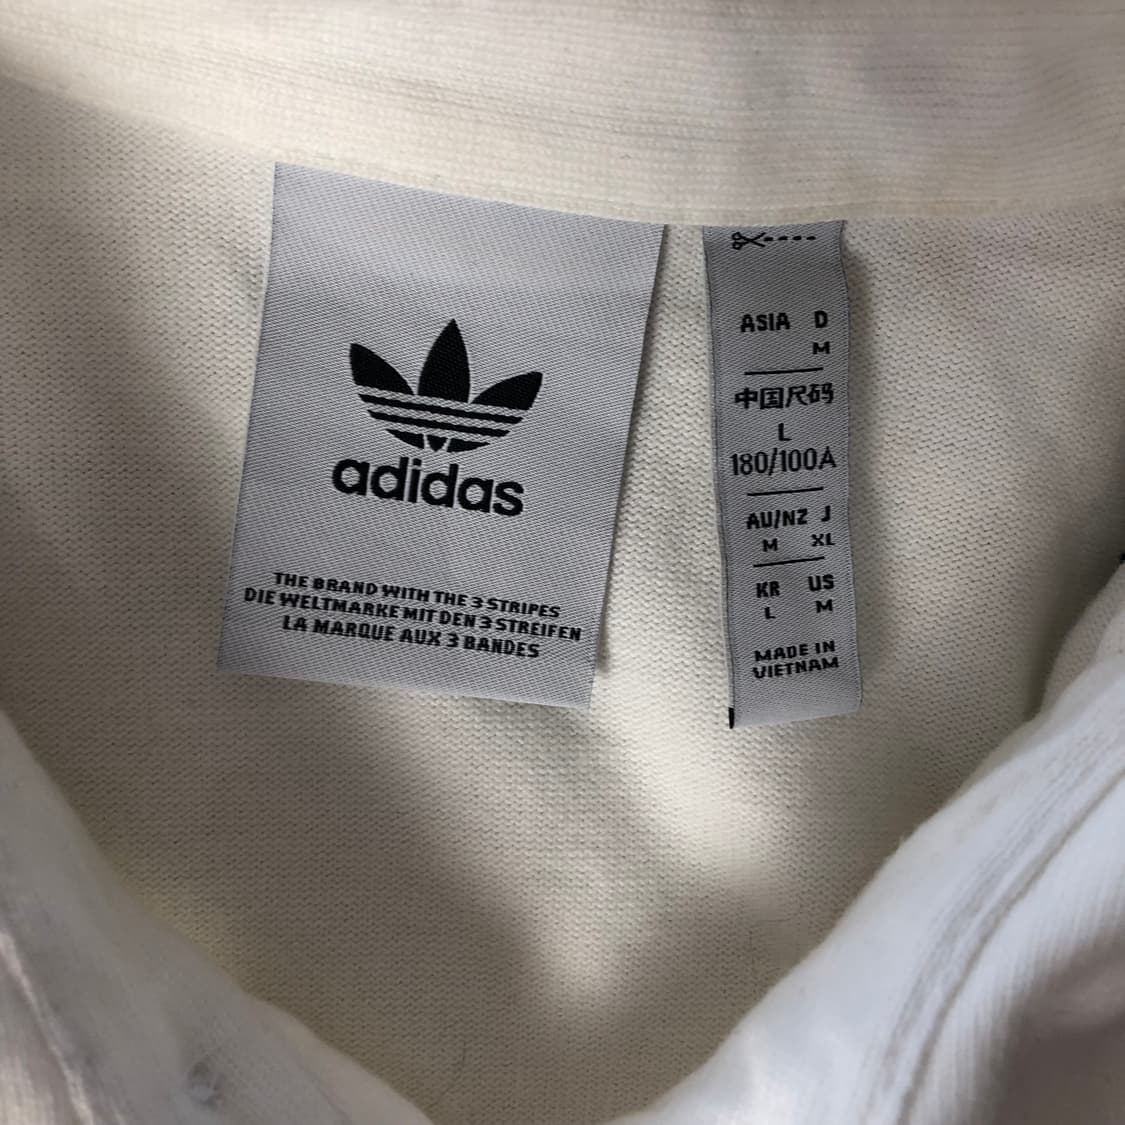 adidas
THE BRAND WITH THE 3 STRIPES
DIE WELTMARKE MIT DEN 3 STREIFEN
LA MARQUE AUX 3 BANDES
ASIA D
M
中国尺码
L
180/100A
AU/NZ J
M XL
KR US
L M
MADE IN
VIETNAM